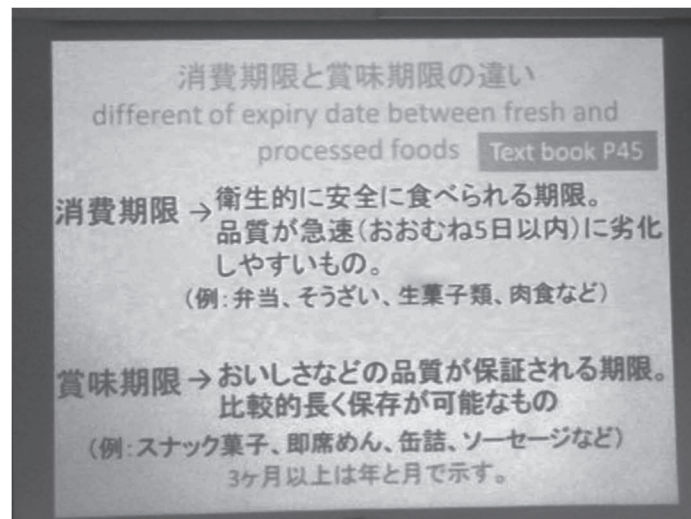 消費期限と賞味期限の違い
different of expiry date between fresh and
processed foods Text book P45
消費期限→衛生的に安全に食べられる期限。
品質が急速(おおむね5日以内)に劣化
しやすいもの。
(例:弁当、そうざい、生菓子類、肉食など)
賞味期限→おいしさなどの品質が保証される期限。
比較的長く保存が可能なもの
(例:スナック菓子、即席めん、缶詰、ソーセージなど)
3ケ月以上は年と月で示す。